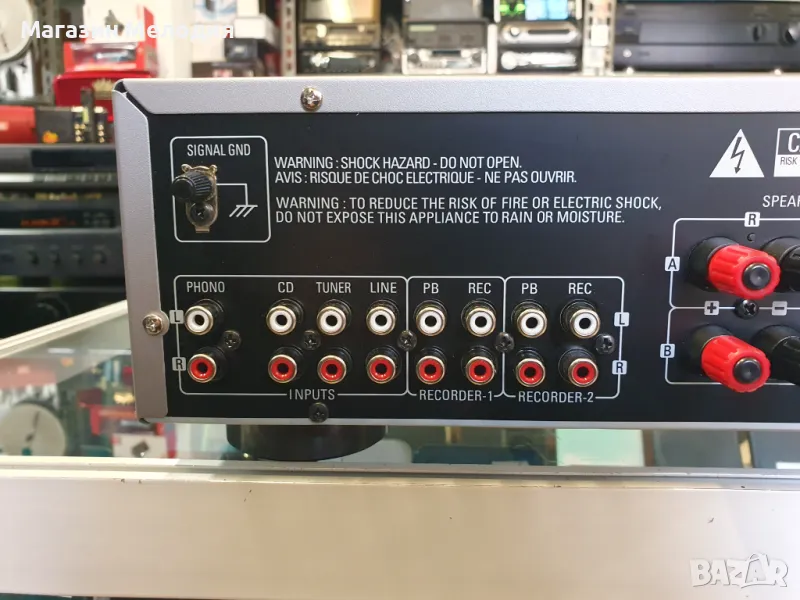 Магазин Мелодия
SIGNAL GND
WARNING : SHOCK HAZARD - DO NOT OPEN.
AVIS : RISQUE DE CHOC ELECTRIQUE - NE PAS OUVRIR.
WARNING : TO REDUCE THE RISK OF FIRE OR ELECTRIC SHOCK,
DO NOT EXPOSE THIS APPLIANCE TO RAIN OR MOISTURE.
RISK
SPEA
R
A
+ −
B
PHONO CD TUNER LINE PB REC PB REC
L L
R R
INPUTS RECORDER-1 RECORDER-2
BAZAR